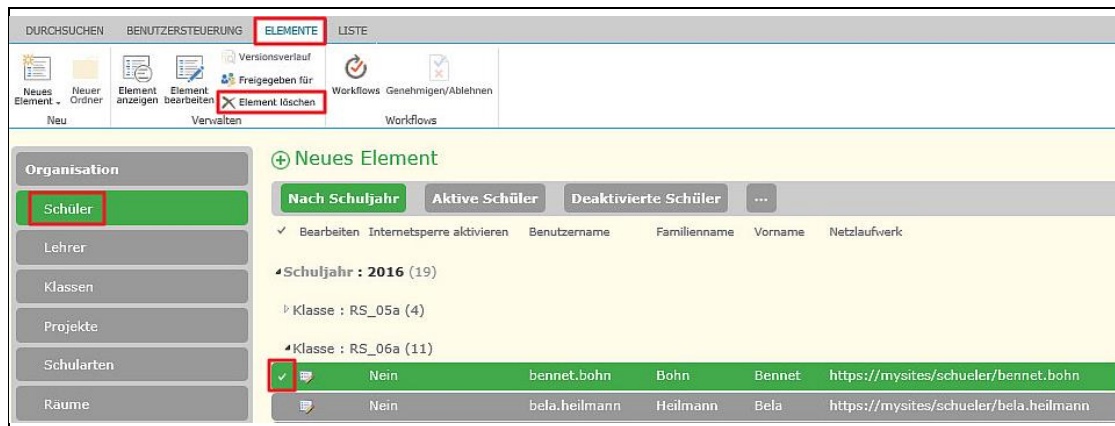 DURCHSUCHEN BENUTZERSTEUERUNG ELEMENTE LISTE
Neues Element
Neuer Ordner
Neu
Element anzeigen
Element bearbeiten
Versionsverlauf
Freigegeben für
Element löschen
Verwalten
Workflows
Genehmigen/Ablehnen
Workflows
Organisation
Schüler
Lehrer
Klassen
Projekte
Schularten
Räume
Neues Element
Nach Schuljahr Aktive Schüler Deaktivierte Schüler ...
Bearbeiten Internetsperre aktivieren Benutzername Familienname Vorname Netzlaufwerk
Schuljahr : 2016 (19)
Klasse : RS_05a (4)
Klasse : RS_06a (11)
Nein bennet.bohn Bohn Bennet https://mysites/schueler/bennet.bohn
Nein bela.heilmann Heilmann Bela https://mysites/schueler/bela.heilmann